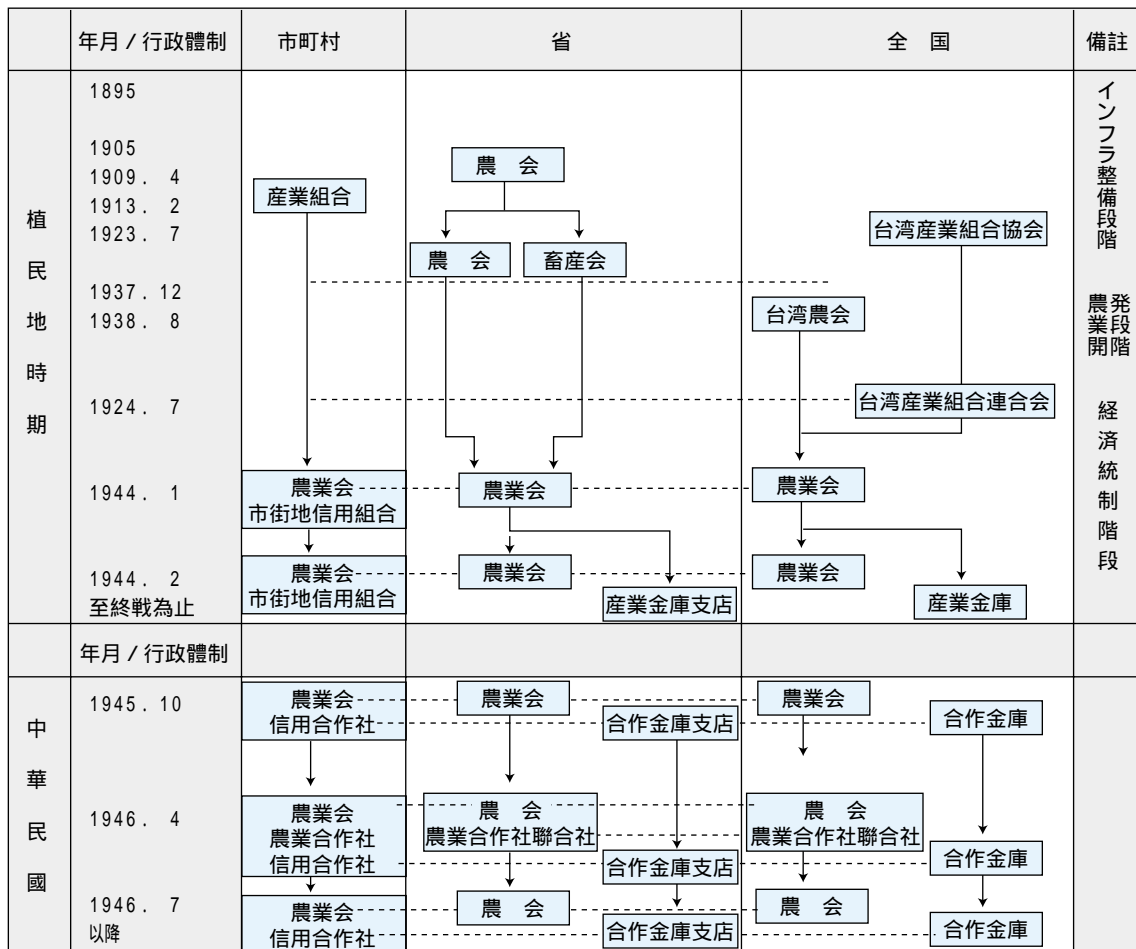 年月 / 行政體制 市町村 省 全 国 備註
植民地時期
1895
1905
農 会
1909. 4
産業組合
1913. 2
1923. 7
台湾産業組合協会
農 会 畜産会
インフラ整備段階
1937.12
1938. 8
台湾農会
農業開発段階
1924. 7
台湾産業組合連合会
経済統制階段
1944. 1
農業会
市街地信用組合
農業会
農業会
1944. 2
至終戦為止
農業会
市街地信用組合
農業会
産業金庫支店
農業会
産業金庫
年月 / 行政體制
中華民國
1945.10
農業会
信用合作社
農業会
合作金庫支店
農業会
合作金庫
1946. 4
農業会
農業合作社
信用合作社
農 会
農業合作社聯合社
合作金庫支店
農 会
農業合作社聯合社
合作金庫
1946. 7
以降
農業会
信用合作社
農 会
合作金庫支店
農 会
合作金庫